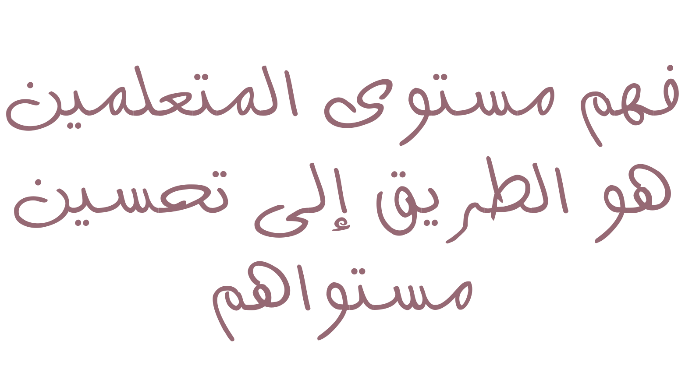 فهم مستوى المتعلمين
هو الطريق إلى تحسين
مستواهم